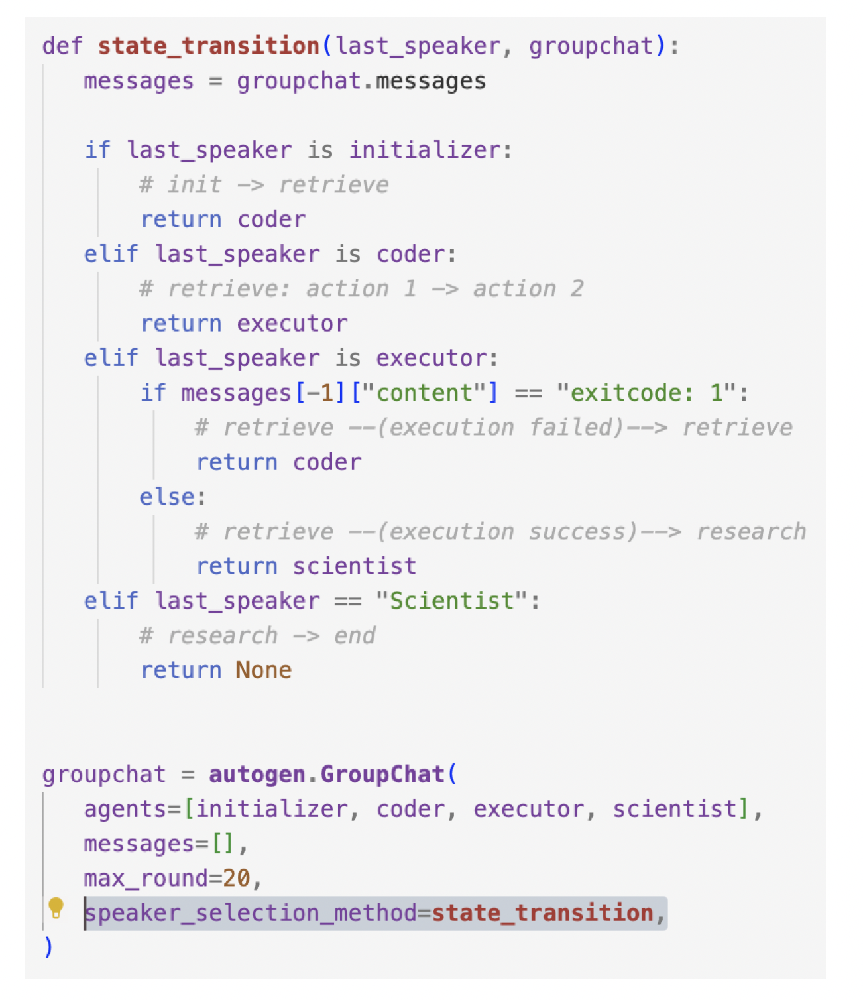 def state_transition(last_speaker, groupchat):
    messages = groupchat.messages

    if last_speaker is initializer:
        # init -> retrieve
        return coder
    elif last_speaker is coder:
        # retrieve: action 1 -> action 2
        return executor
    elif last_speaker is executor:
        if messages[-1]["content"] == "exitcode: 1":
            # retrieve --(execution failed)--> retrieve
            return coder
        else:
            # retrieve --(execution success)--> research
            return scientist
    elif last_speaker == "Scientist":
        # research -> end
        return None


groupchat = autogen.GroupChat(
    agents=[initializer, coder, executor, scientist],
    messages=[],
    max_round=20,
    speaker_selection_method=state_transition,
)